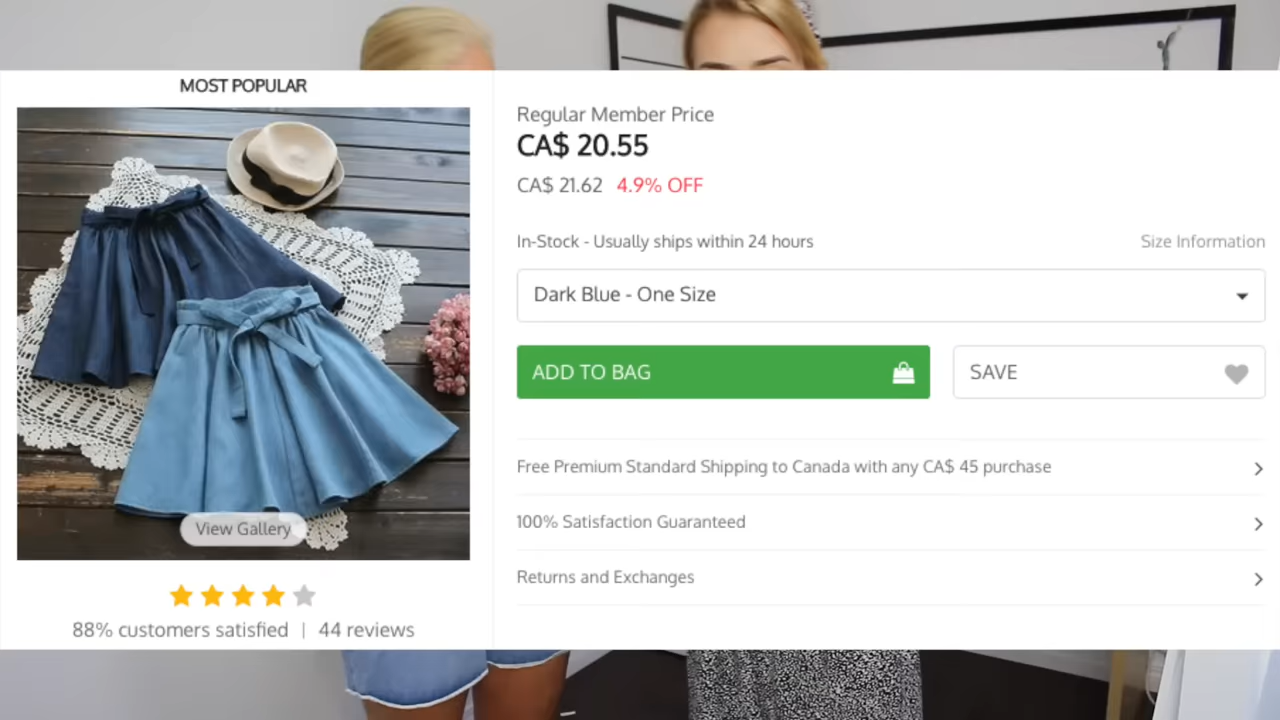 MOST POPULAR
View Gallery
88% customers satisfied | 44 reviews
Regular Member Price
CA$ 20.55
CA$ 21.62 4.9% OFF
In-Stock - Usually ships within 24 hours
Size Information
Dark Blue - One Size
ADD TO BAG
SAVE
Free Premium Standard Shipping to Canada with any CA$ 45 purchase
100% Satisfaction Guaranteed
Returns and Exchanges